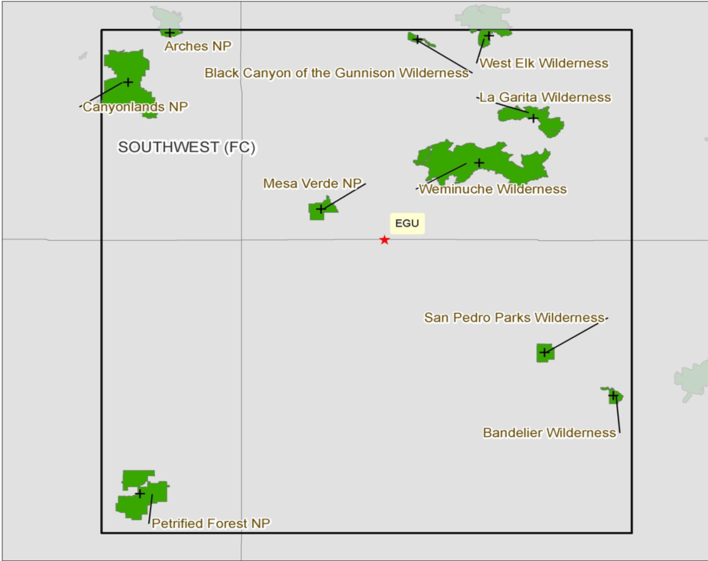 Arches NP
West Elk Wilderness
Black Canyon of the Gunnison Wilderness
La Garita Wilderness
Canyonlands NP
SOUTHWEST (FC)
Mesa Verde NP
Weminuche Wilderness
EGU
San Pedro Parks Wilderness
Bandelier Wilderness
Petrified Forest NP